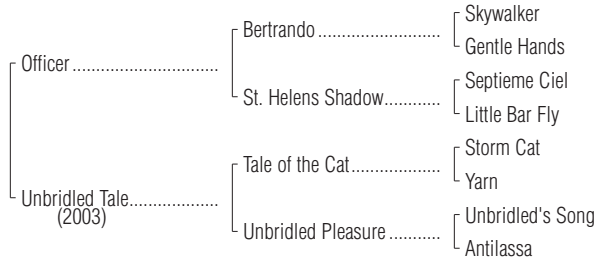 Skywalker
Bertrando
Gentle Hands
Officer
Septieme Ciel
St. Helens Shadow
Little Bar Fly
Storm Cat
Tale of the Cat
Yarn
Unbridled Tale
(2003)
Unbridled's Song
Unbridled Pleasure
Antilassa